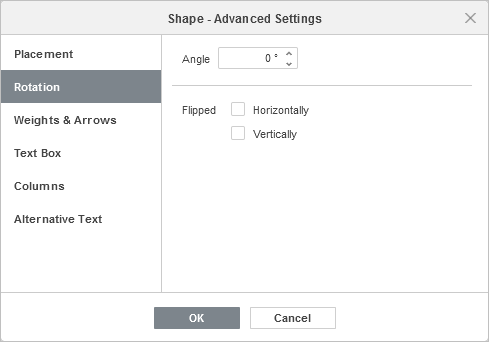 Shape - Advanced Settings
Placement
Rotation
Weights & Arrows
Text Box
Columns
Alternative Text
Angle 0 °
Flipped Horizontally
Vertically
OK Cancel